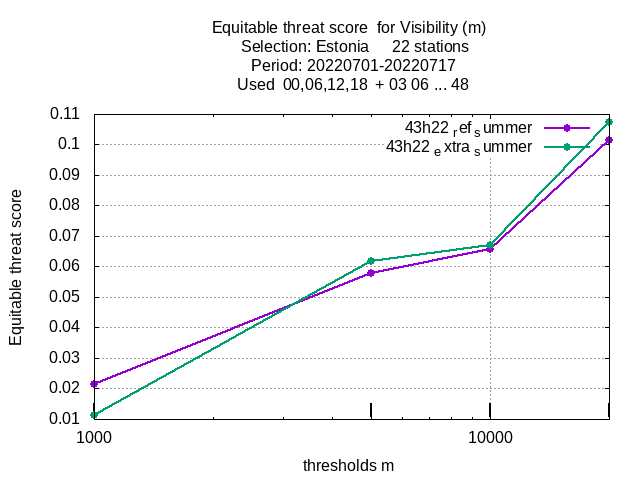 Equitable threat score  for Visibility (m)
Selection: Estonia     22 stations
Period: 20220701-20220717
Used  00,06,12,18  + 03 06 ... 48
0.11
0.1
0.09
0.08
0.07
0.06
0.05
0.04
0.03
0.02
0.01
Equitable threat score
43h22 ref summer
43h22 extra summer
1000
10000
thresholds m